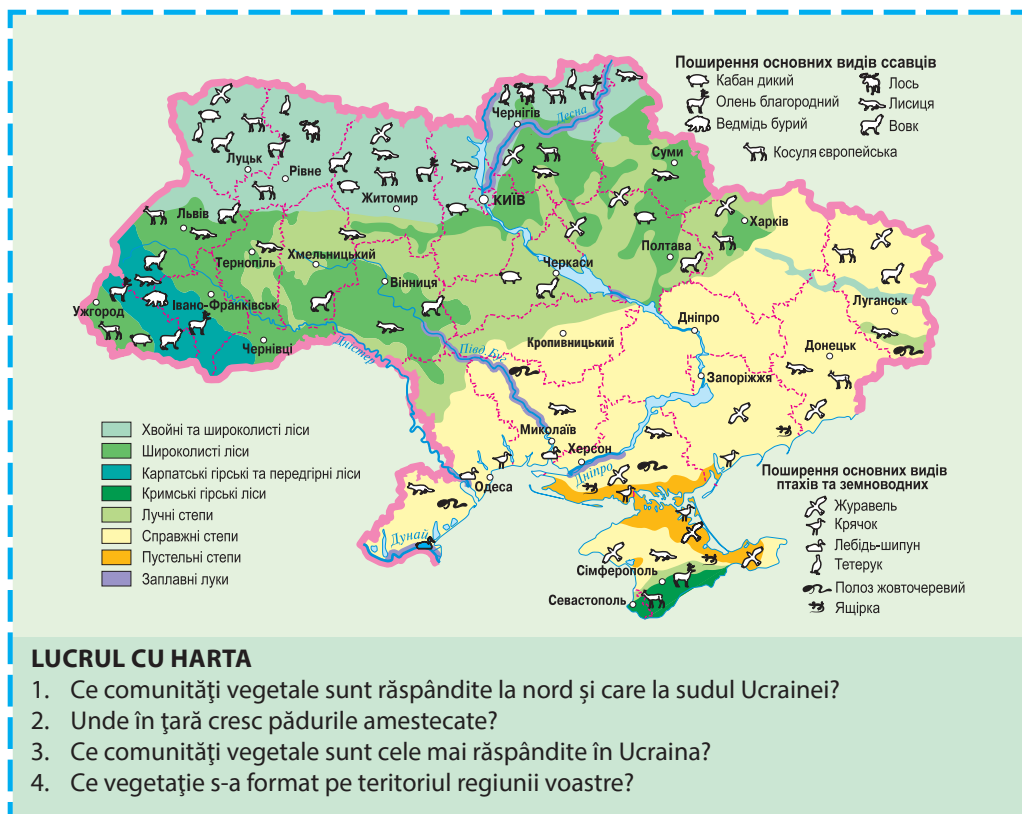 Поширення основних видів ссавців
Кабан дикий
Лось
Олень благородний
Лисиця
Ведмідь бурий
Вовк
Косуля європейська
Чернігів
Десна
Луцьк
Рівне
Суми
Житомир
КИЇВ
Львів
Харків
Тернопіль
Хмельницький
Полтава
Вінниця
Черкаси
Ужгород
Івано-Франківськ
Луганськ
Чернівці
Дністер
Півд Буг
Кропивницький
Дніпро
Донецьк
Запоріжжя
Миколаїв
Херсон
Дніпро
Одеса
Дунай
Сімферополь
Севастополь
Хвойні та широколисті ліси
Широколисті ліси
Карпатські гірські та передгірні ліси
Кримські гірські ліси
Лучні степи
Справжні степи
Пустельні степи
Заплавні луки
Поширення основних видів
птахів та земноводних
Журавель
Крячок
Лебідь-шипун
Тетерук
Полоз жовточеревий
Ящірка
LUCRUL CU HARTA
1. Ce comunităţi vegetale sunt răspândite la nord și care la sudul Ucrainei?
2. Unde în ţară cresc pădurile amestecate?
3. Ce comunităţi vegetale sunt cele mai răspândite în Ucraina?
4. Ce vegetaţie s-a format pe teritoriul regiunii voastre?